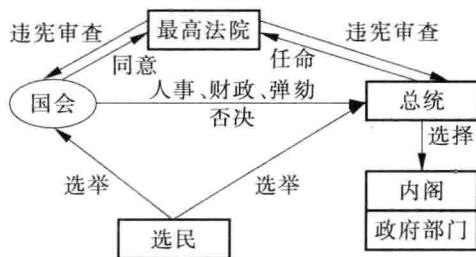 最高法院
违宪审查
违宪审查
同意
任命
国会
人事、财政、弹劾
否决
总统
选择
内阁
政府部门
选举
选举
选民